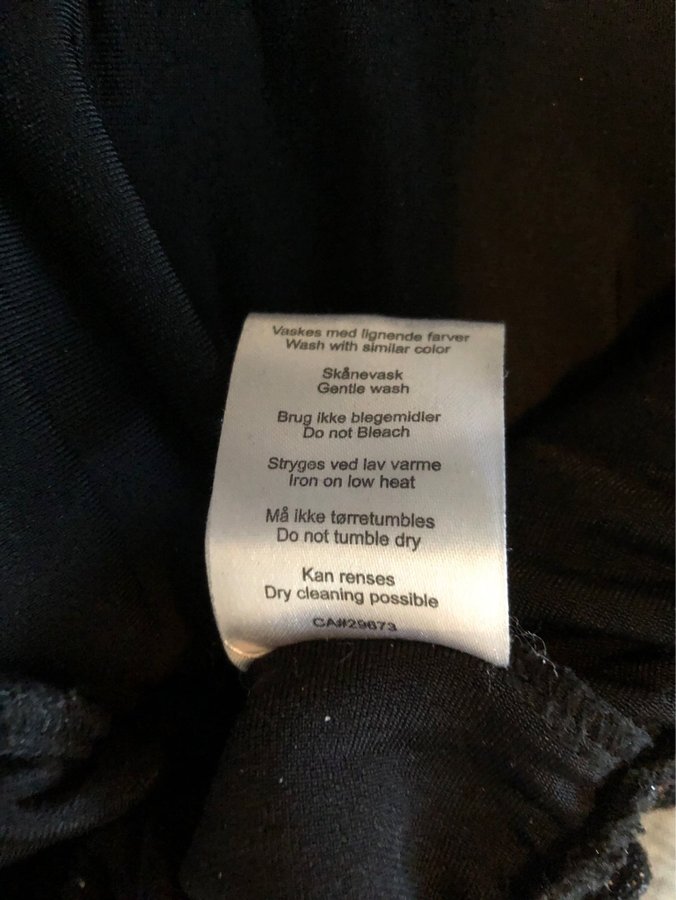 Vaskes med lignende farver
Wash with similar color
Skånevask
Gentle wash
Brug ikke blegemidler
Do not Bleach
Stryges ved lav varme
Iron on low heat
Må ikke tørretumbles
Do not tumble dry
Kan renses
Dry cleaning possible
CA#29673